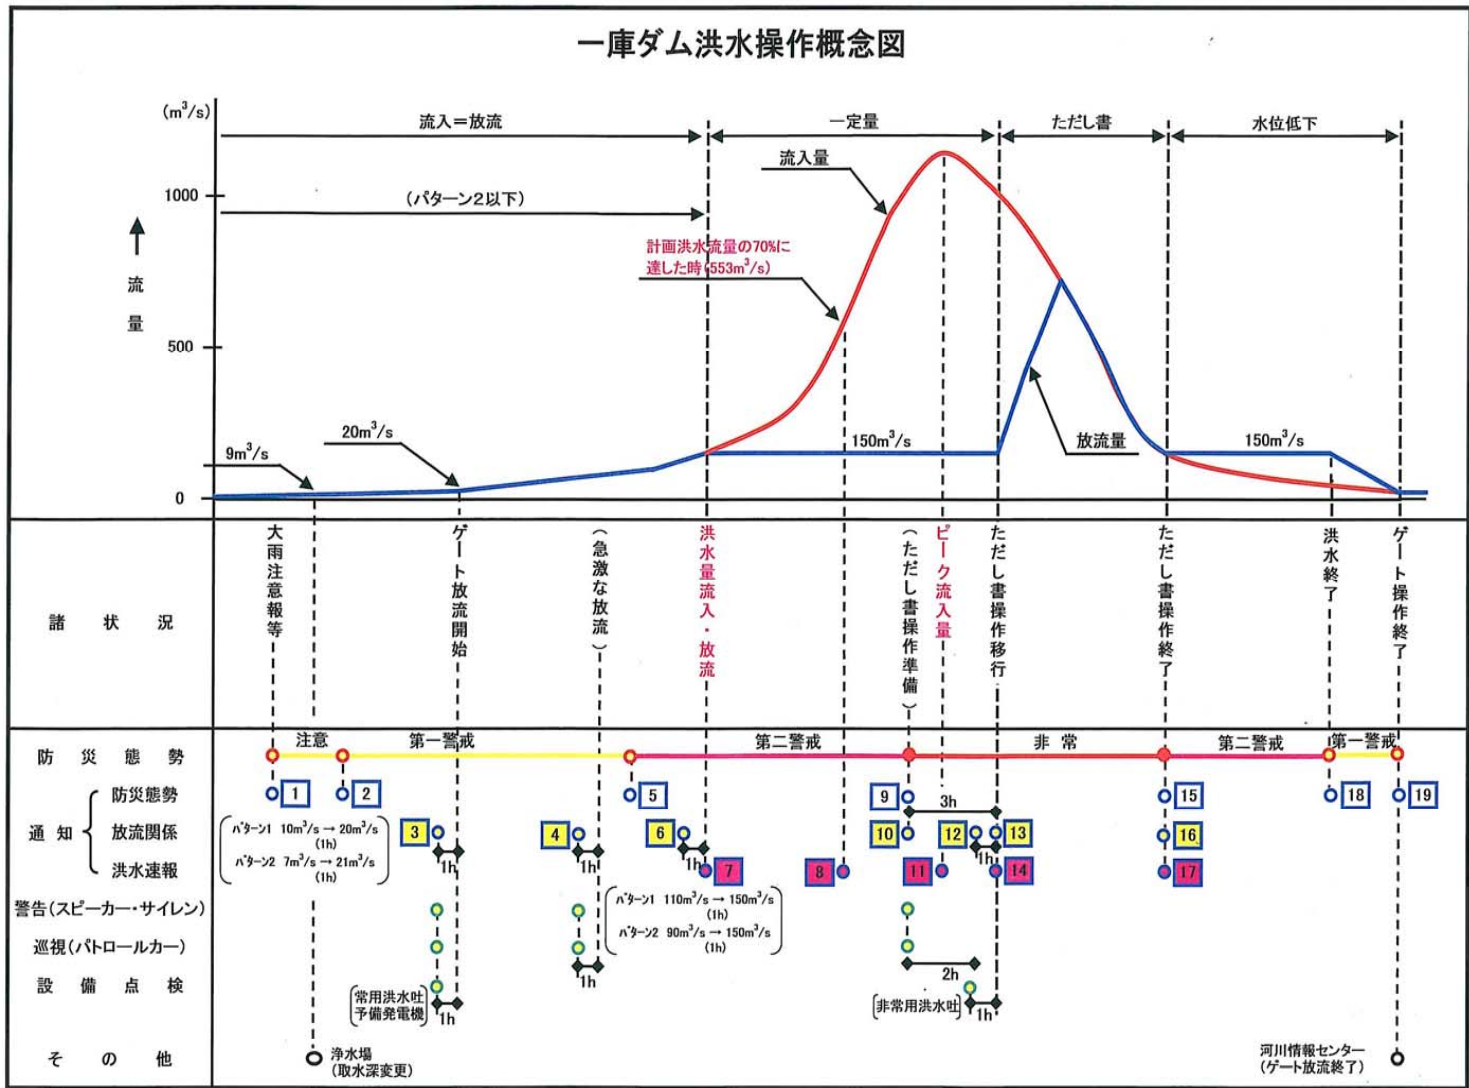 一庫ダム洪水操作概念図
(m³/s)
流入＝放流
一定量
ただし書
水位低下
流入量
1000
(パターン2以下)
計画洪水流量の70%に
達した時(553m³/s)
流量
500
20m³/s
9m³/s
150m³/s
放流量
150m³/s
0
諸状況
大雨注意報等
ゲート放流開始
(急激な放流)
洪水量流入・放流
(ただし書操作準備)
ピーク流入量
ただし書操作移行
ただし書操作終了
洪水終了
ゲート操作終了
防災態勢
注意
第一警戒
第二警戒
非常
第二警戒
第一警戒
通知
防災態勢
1
2
5
9
15
18
19
3h
放流関係
パターン1 10m³/s → 20m³/s
(1h)
パターン2 7m³/s → 21m³/s
(1h)
3
4
6
10
12
13
16
1h
1h
1h
1h
洪水速報
7
8
11
14
17
警告(スピーカー・サイレン)
パターン1 110m³/s → 150m³/s
(1h)
パターン2 90m³/s → 150m³/s
(1h)
巡視(パトロールカー)
1h
2h
設備点検
常用洪水吐
予備発電機
1h
非常用洪水吐
1h
その他
浄水場
(取水深変更)
河川情報センター
(ゲート放流終了)